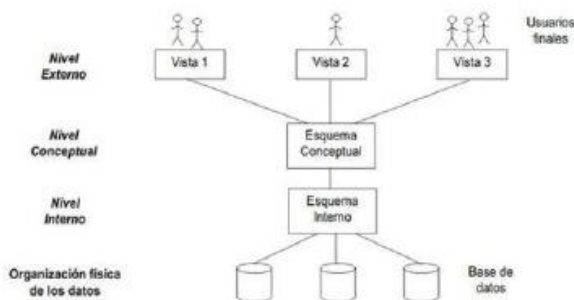 Usuarios
finales
Nivel
Externo
Vista 1
Vista 2
Vista 3
Nivel
Conceptual
Esquema
Conceptual
Nivel
Interno
Esquema
Interno
Organización física
de los datos
Base de
datos